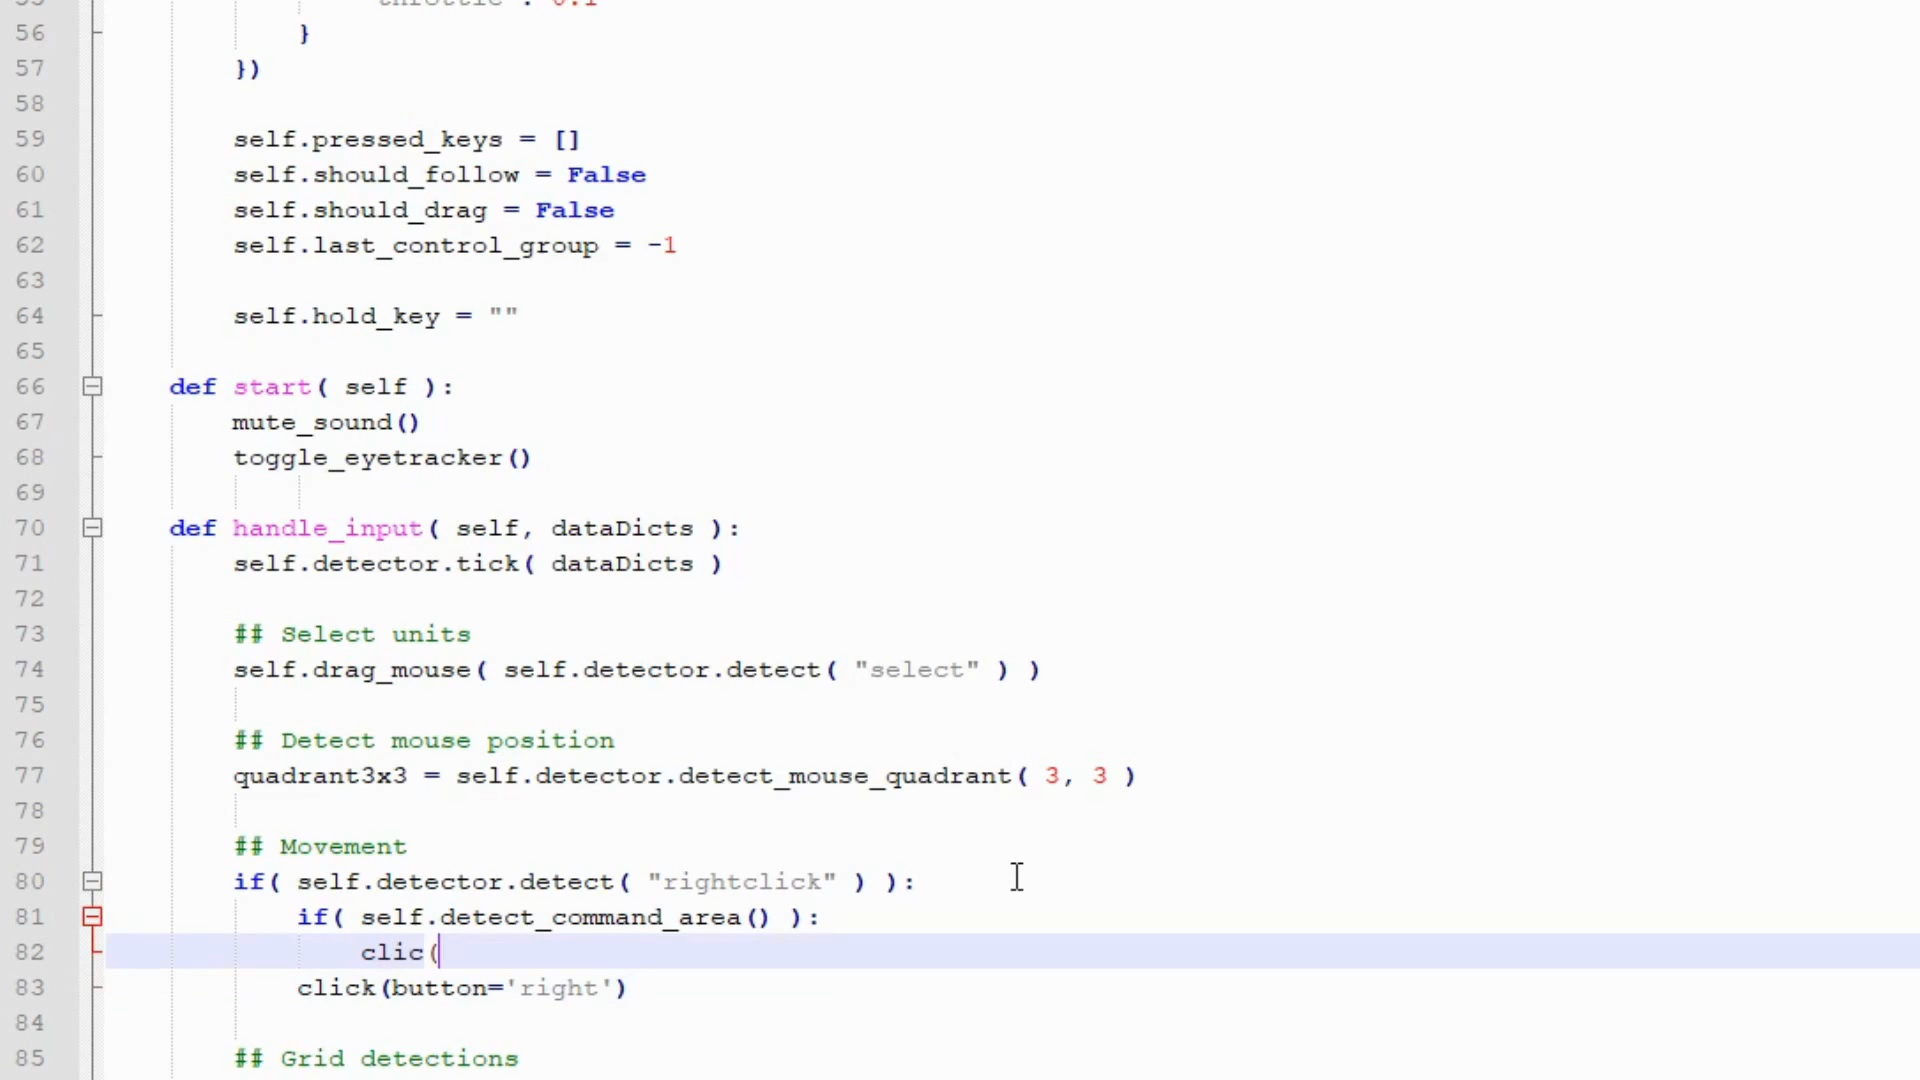 55 "throttle": 0.1
56 }
57 })
58
59 self.pressed_keys = []
60 self.should_follow = False
61 self.should_drag = False
62 self.last_control_group = -1
63
64 self.hold_key = ""
65
66 def start( self ):
67 mute_sound()
68 toggle_eyetracker()
69
70 def handle_input( self, dataDicts ):
71 self.detector.tick( dataDicts )
72
73 ## Select units
74 self.drag_mouse( self.detector.detect( "select" ) )
75
76 ## Detect mouse position
77 quadrant3x3 = self.detector.detect_mouse_quadrant( 3, 3 )
78
79 ## Movement
80 if( self.detector.detect( "rightclick" ) ):
81 if( self.detect_command_area() ):
82 clic(
83 click(button='right')
84
85 ## Grid detections